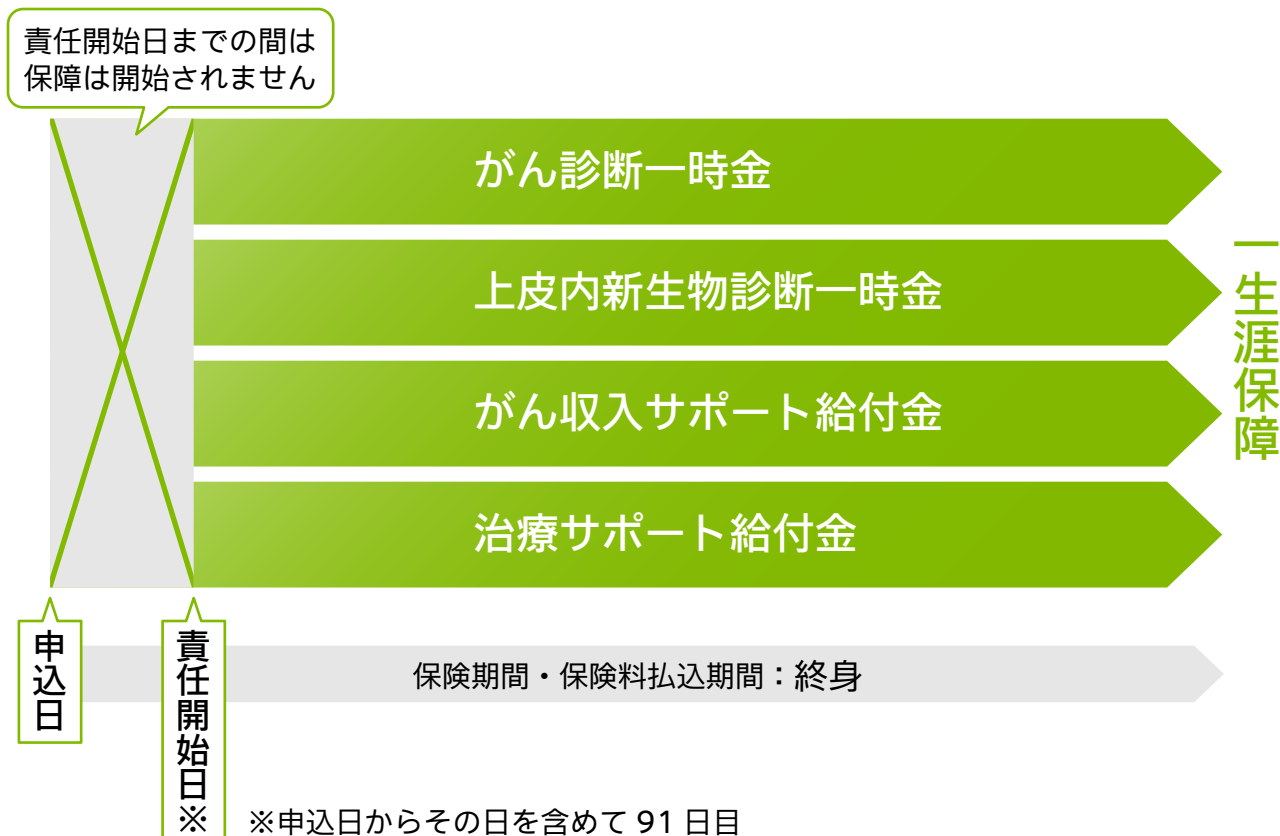 責任開始日までの間は
保障は開始されません
がん診断一時金
上皮内新生物診断一時金
がん収入サポート給付金
治療サポート給付金
一生涯保障
申込日
責任開始日※
保険期間・保険料払込期間：終身
※申込日からその日を含めて 91 日目